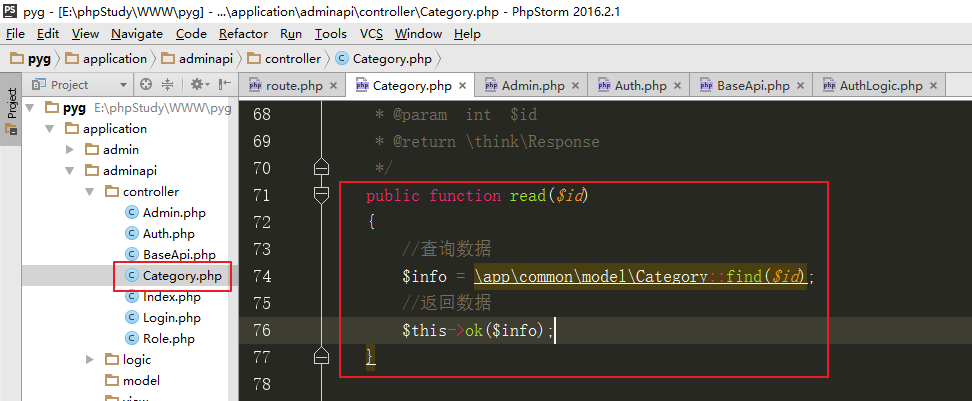 PS pyg - [E:\phpStudy\WWW\pyg] - ...\application\adminapi\controller\Category.php - PhpStorm 2016.2.1
File Edit View Navigate Code Refactor Run Tools VCS Window Help
pyg application adminapi controller Category.php
Project
Project
route.php Category.php Admin.php Auth.php BaseApi.php AuthLogic.php
pyg E:\phpStudy\WWW\pyg
application
admin
adminapi
controller
Admin.php
Auth.php
BaseApi.php
Category.php
Index.php
Login.php
Role.php
logic
model
view
68 * @param int $id
69 * @return \think\Response
70 */
71 public function read($id)
72 {
73 //查询数据
74 $info = \app\common\model\Category::find($id);
75 //返回数据
76 $this->ok($info);
77 }
78